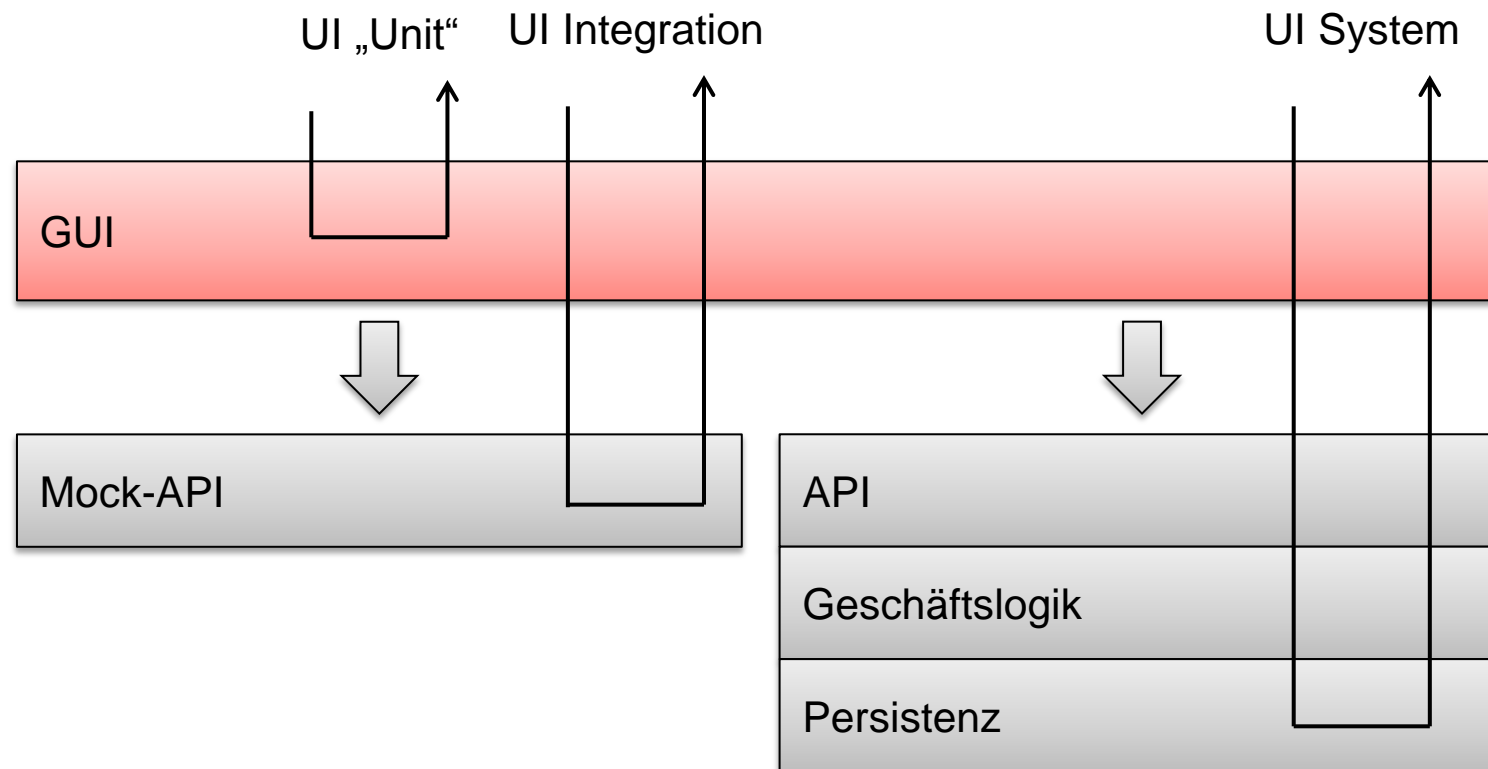 UI „Unit“
UI Integration
UI System
GUI
Mock-API
API
Geschäftslogik
Persistenz